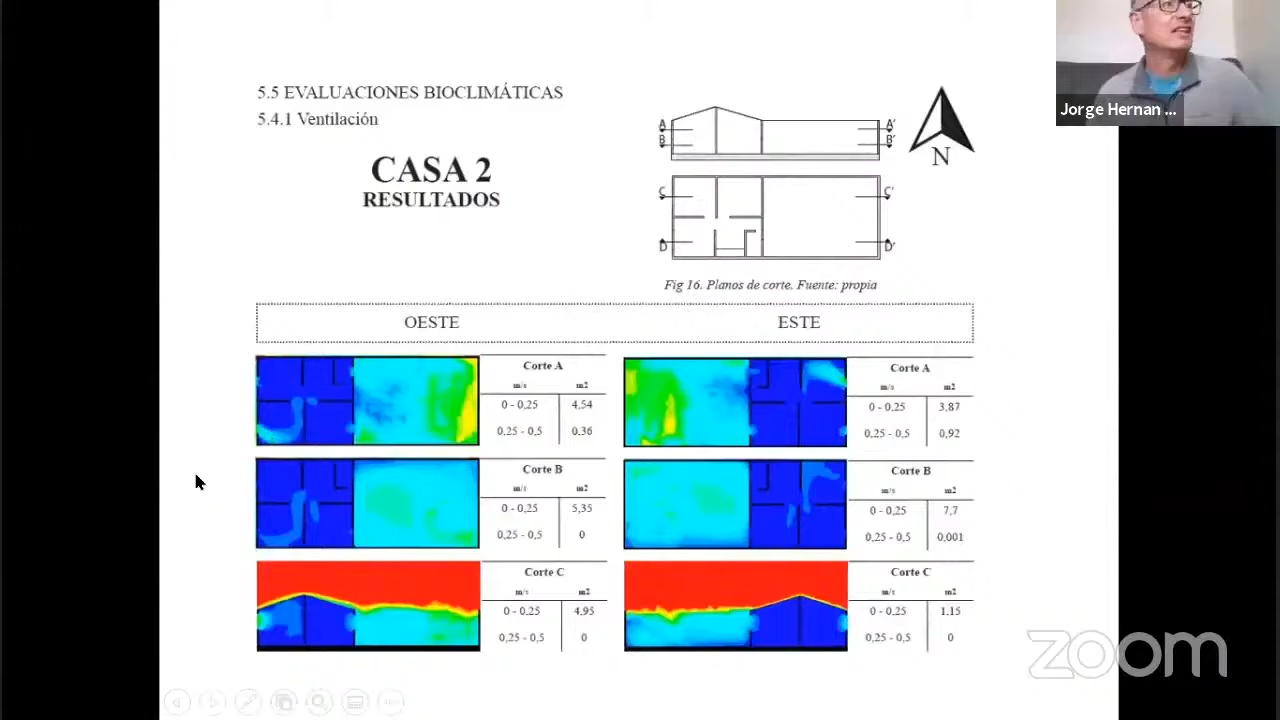 5.5 EVALUACIONES BIOCLIMÁTICAS
5.4.1 Ventilación
CASA 2
RESULTADOS
A A'
B B'
C C'
D D'
N
Fig 16. Planos de corte. Fuente: propia
OESTE ESTE
Corte A
m/s m2
0 - 0,25 4,54
0,25 - 0,5 0,36
Corte A
m/s m2
0 - 0,25 3,87
0,25 - 0,5 0,92
Corte B
m/s m2
0 - 0,25 5,35
0,25 - 0,5 0
Corte B
m/s m2
0 - 0,25 7,7
0,25 - 0,5 0,001
Corte C
m/s m2
0 - 0,25 4,95
0,25 - 0,5 0
Corte C
m/s m2
0 - 0,25 1,15
0,25 - 0,5 0
Jorge Hernan ...
zoom